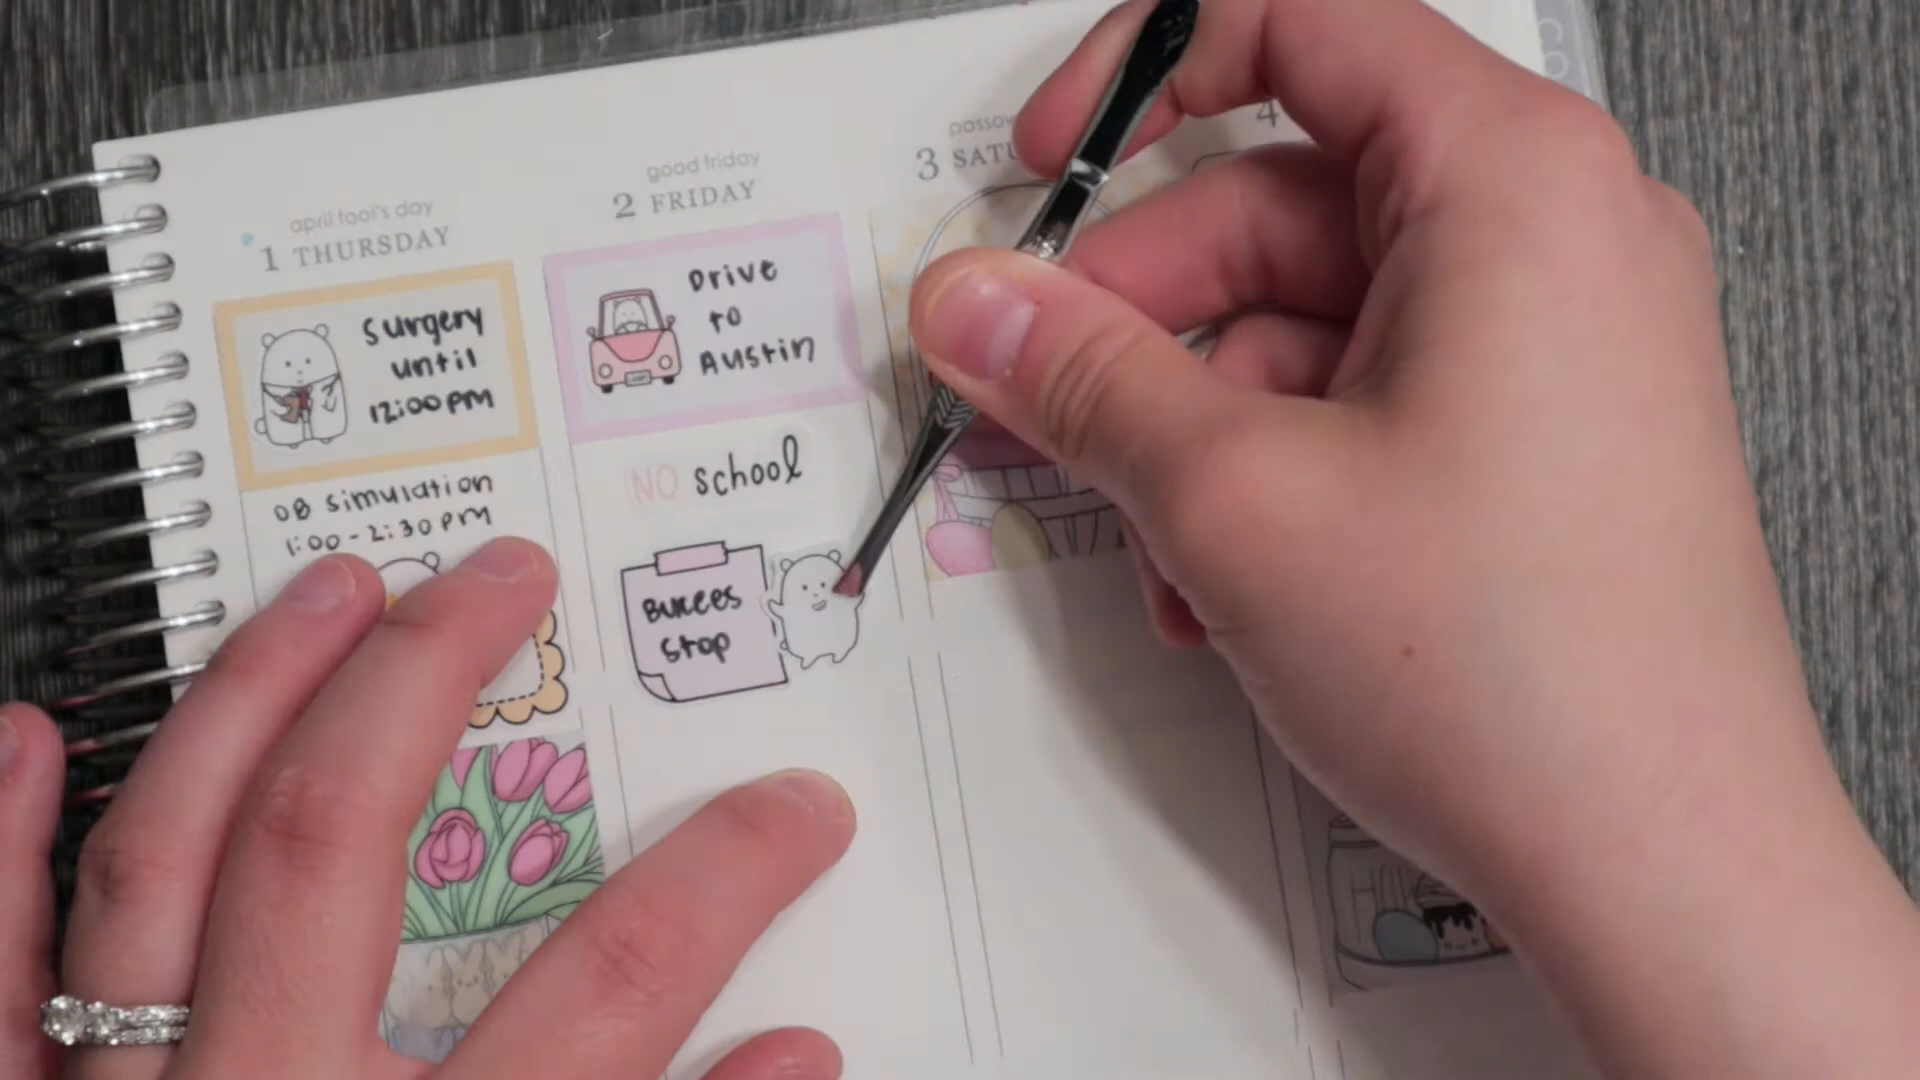 april fool's day
1 THURSDAY
surgery
until
12:00 PM
OB simulation
1:00-2:30 PM
good friday
2 FRIDAY
Drive
to
Austin
NO school
Bucees
stop
3
4